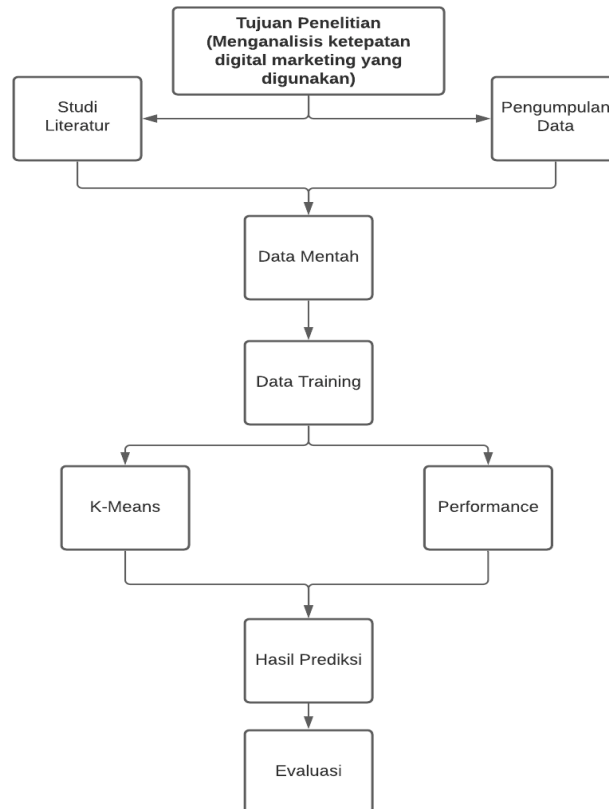 Tujuan Penelitian
(Menganalisis ketepatan
digital marketing yang
digunakan)
Studi
Literatur
Pengumpulan
Data
Data Mentah
Data Training
K-Means
Performance
Hasil Prediksi
Evaluasi